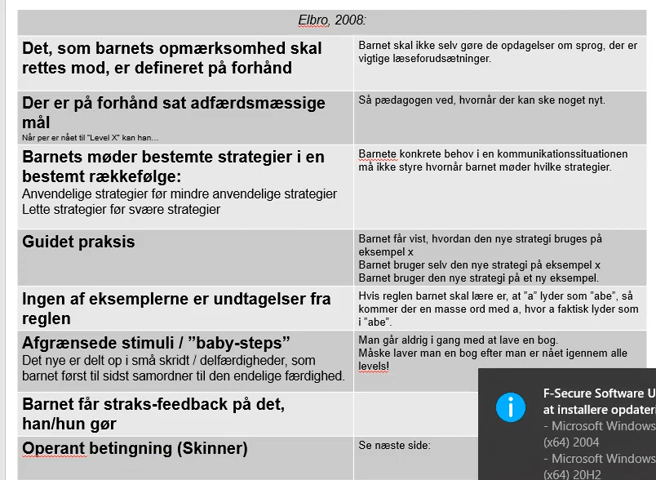 Elbro, 2008:
Det, som barnets opmærksomhed skal
rettes mod, er defineret på forhånd
Barnet skal ikke selv gøre de opdagelser om sprog, der er
vigtige læseforudsætninger.
Der er på forhånd sat adfærdsmæssige
mål
Når per er nået til "Level X" kan han...
Så pædagogen ved, hvornår der kan ske noget nyt.
Barnets møder bestemte strategier i en
bestemt rækkefølge:
Anvendelige strategier før mindre anvendelige strategier
Lette strategier før svære strategier
Barnete konkrete behov i en kommunikationssituationen
må ikke styre hvornår barnet møder hvilke strategier.
Guidet praksis
Barnet får vist, hvordan den nye strategi bruges på
eksempel x
Barnet bruger selv den nye strategi på eksempel x
Barnet bruger den nye strategi på et ny eksempel.
Ingen af eksemplerne er undtagelser fra
reglen
Hvis reglen barnet skal lære er, at "a" lyder som "abe", så
kommer der en masse ord med a, hvor a faktisk lyder som
i "abe".
Afgrænsede stimuli / "baby-steps"
Det nye er delt op i små skridt / delfærdigheder, som
barnet først til sidst samordner til den endelige færdighed.
Man går aldrig i gang med at lave en bog.
Måske laver man en bog efter man er nået igennem alle
levels!
Barnet får straks-feedback på det,
han/hun gør
Operant betingning (Skinner)
Se næste side:
F-Secure Software U
at installere opdater
- Microsoft Windows
(x64) 2004
- Microsoft Windows
(x64) 20H2